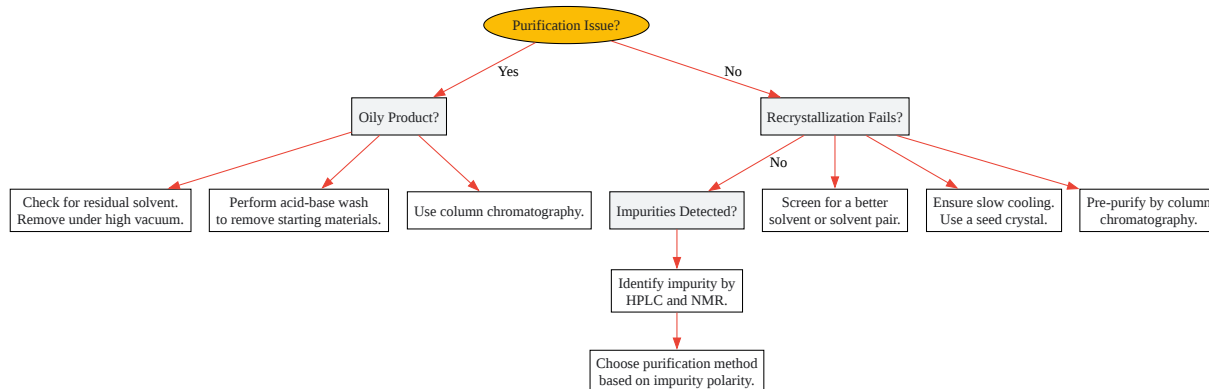 Purification Issue?
Yes
No
Oily Product?
Recrystallization Fails?
No
Check for residual solvent.
Remove under high vacuum.
Perform acid-base wash
to remove starting materials.
Use column chromatography.
Impurities Detected?
Screen for a better
solvent or solvent pair.
Ensure slow cooling.
Use a seed crystal.
Pre-purify by column
chromatography.
Identify impurity by
HPLC and NMR.
Choose purification method
based on impurity polarity.